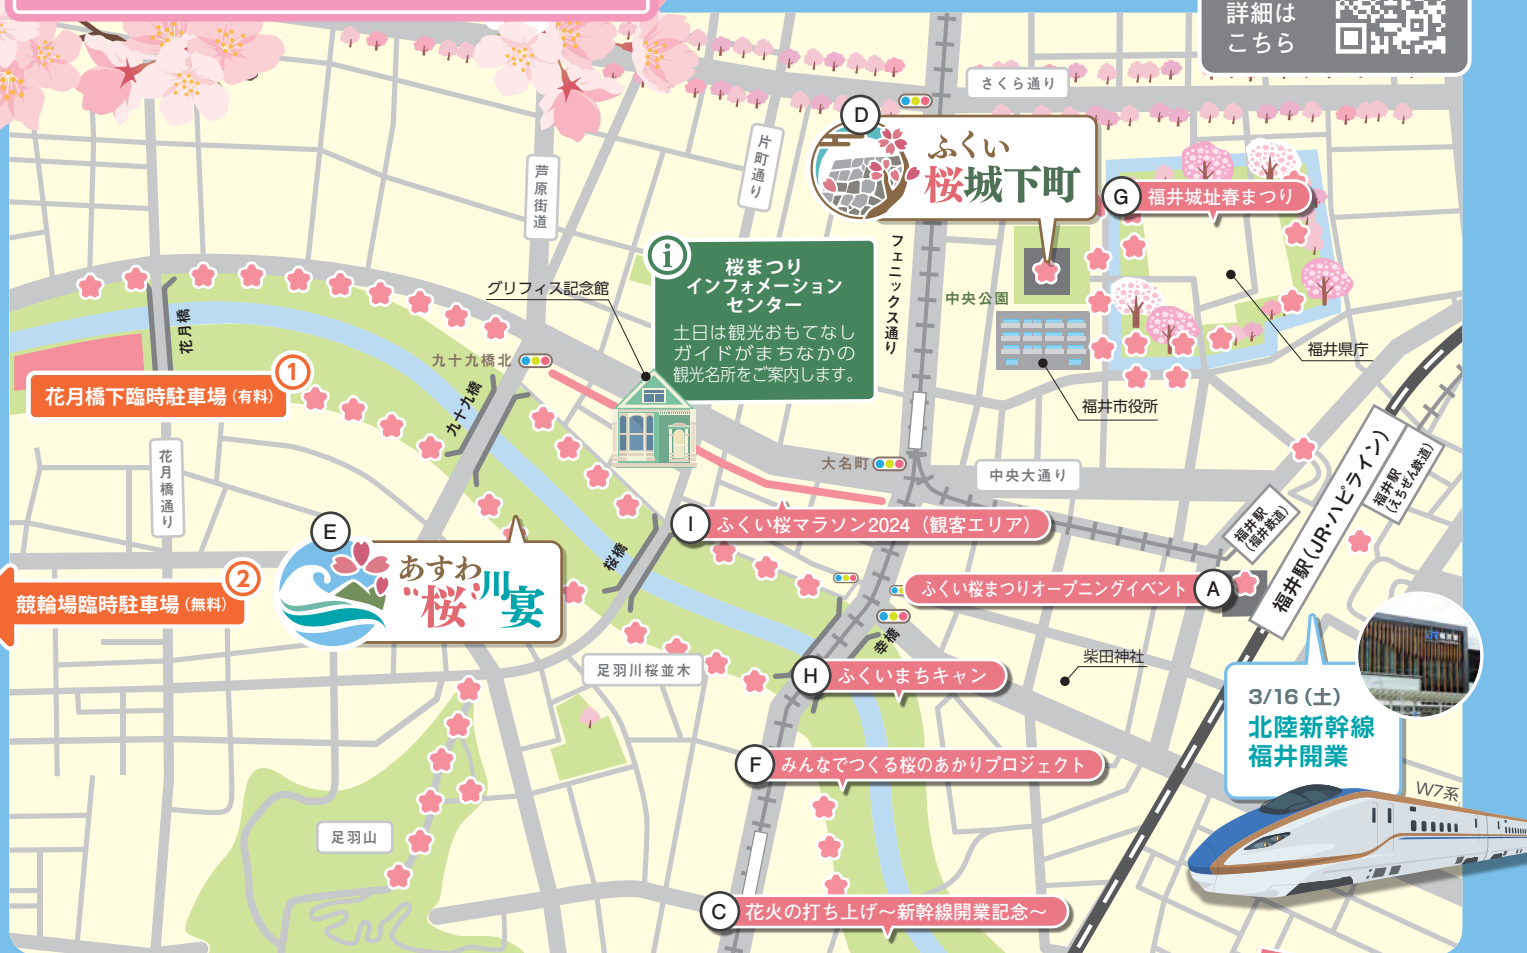 詳細は
こちら
さくら通り
D
ふくい
桜城下町
片町通り
芦原街道
G
福井城址春まつり
i
桜まつり
インフォメーション
センター
土日は観光おもてなし
ガイドがまちなかの
観光名所をご案内します。
フェニックス通り
中央公園
グリフィス記念館
花月橋
九十九橋北
福井県庁
1
花月橋下臨時駐車場(有料)
九十九橋
福井市役所
花月橋通り
大名町
中央大通り
福井駅(JR・ハピライン)
福井駅
(えちぜん鉄道)
福井駅
(福井鉄道)
I
ふくい桜マラソン2024(観客エリア)
E
あすわ
“桜”川宴
桜橋
2
競輪場臨時駐車場(無料)
ふくい桜まつりオープニングイベント
A
幸橋
柴田神社
足羽川桜並木
H
ふくいまちキャン
3/16(土)
北陸新幹線
福井開業
F
みんなでつくる桜のあかりプロジェクト
W7系
足羽山
C
花火の打ち上げ〜新幹線開業記念〜